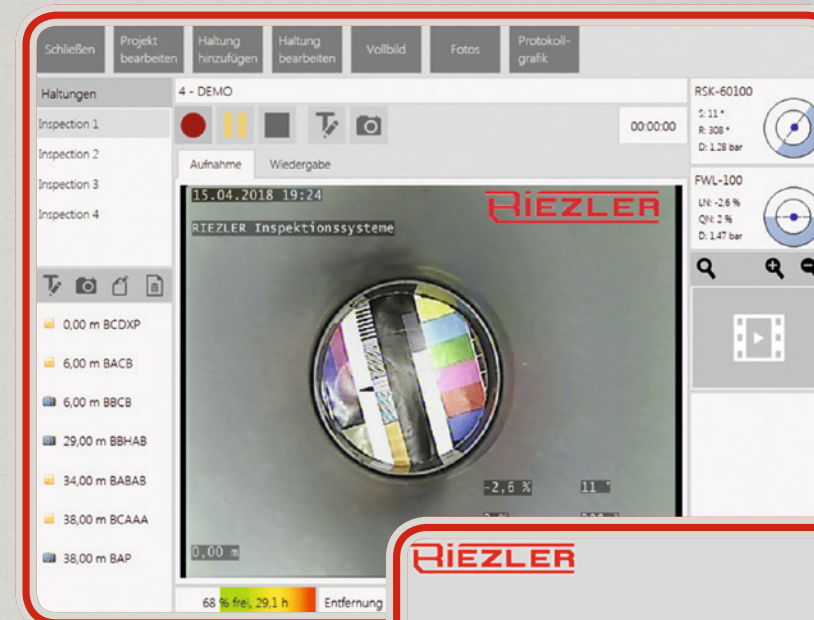 Schließen
Projekt bearbeiten
Haltung hinzufügen
Haltung bearbeiten
Vollbild
Fotos
Protokoll-grafik
Haltungen
Inspection 1
Inspection 2
Inspection 3
Inspection 4
4 - DEMO
00:00:00
Aufnahme
Wiedergabe
15.04.2018 19:24
RIEZLER
RIEZLER Inspektionssysteme
-2,6 %
11 °
0,00 m
68 % frei, 29,1 h
Entfernung
0,00 m BCDXP
6,00 m BACB
6,00 m BBCB
29,00 m BBHAB
34,00 m BABAB
38,00 m BCAAA
38,00 m BAP
RSK-60100
S: 11 °
R: 308 °
D: 1.28 bar
FWL-100
LN: -2.6 %
QN: 2 %
D: 1.47 bar
RIEZLER